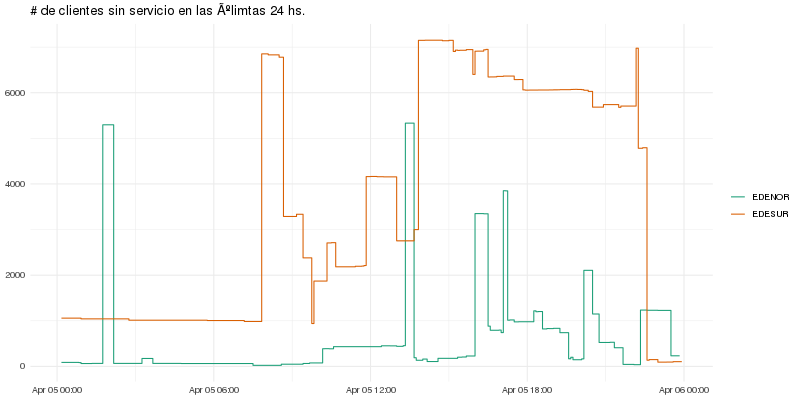 # de clientes sin servicio en las Ãºlimtas 24 hs.
6000
4000
2000
0
Apr 05 00:00
Apr 05 06:00
Apr 05 12:00
Apr 05 18:00
Apr 06 00:00
EDENOR
EDESUR